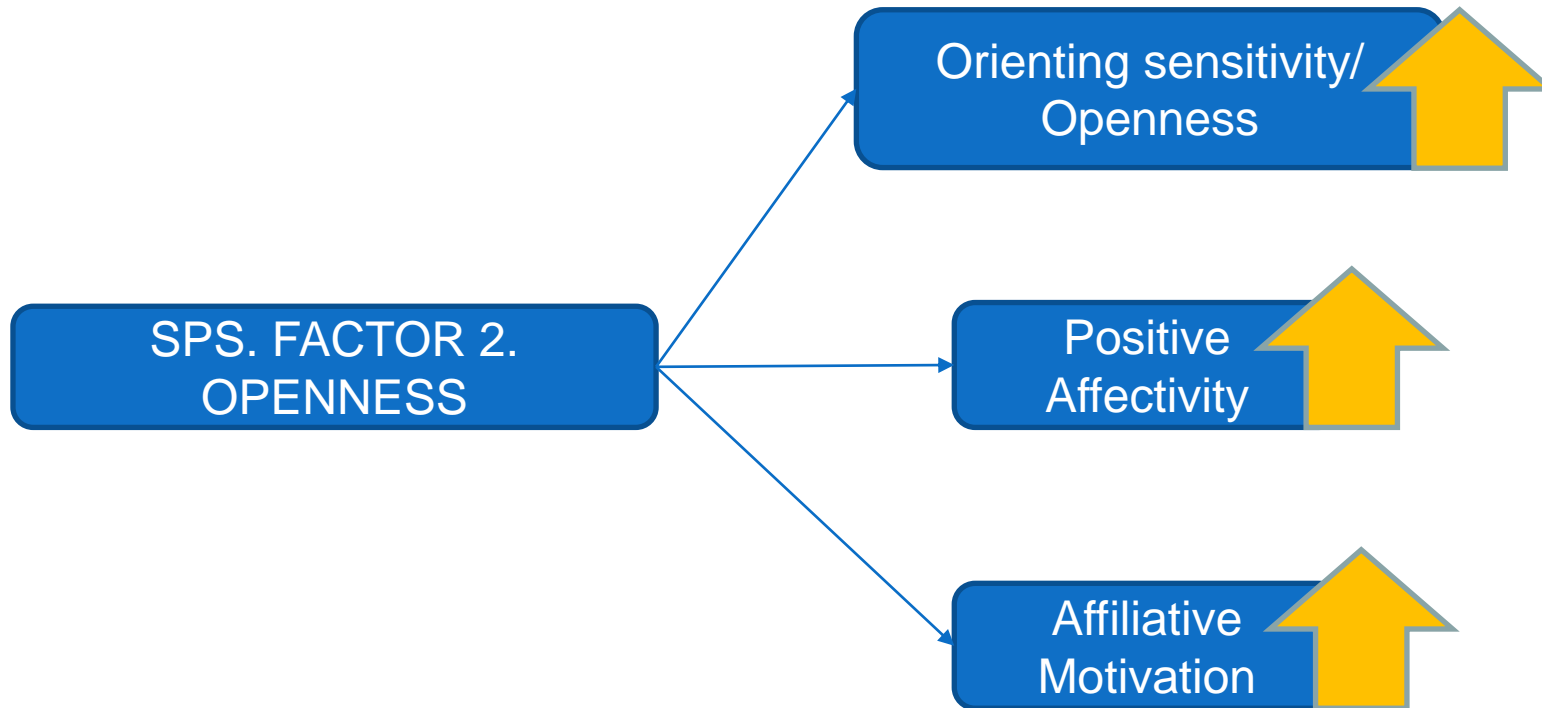 Orienting sensitivity/
Openness
SPS. FACTOR 2.
OPENNESS
Positive
Affectivity
Affiliative
Motivation